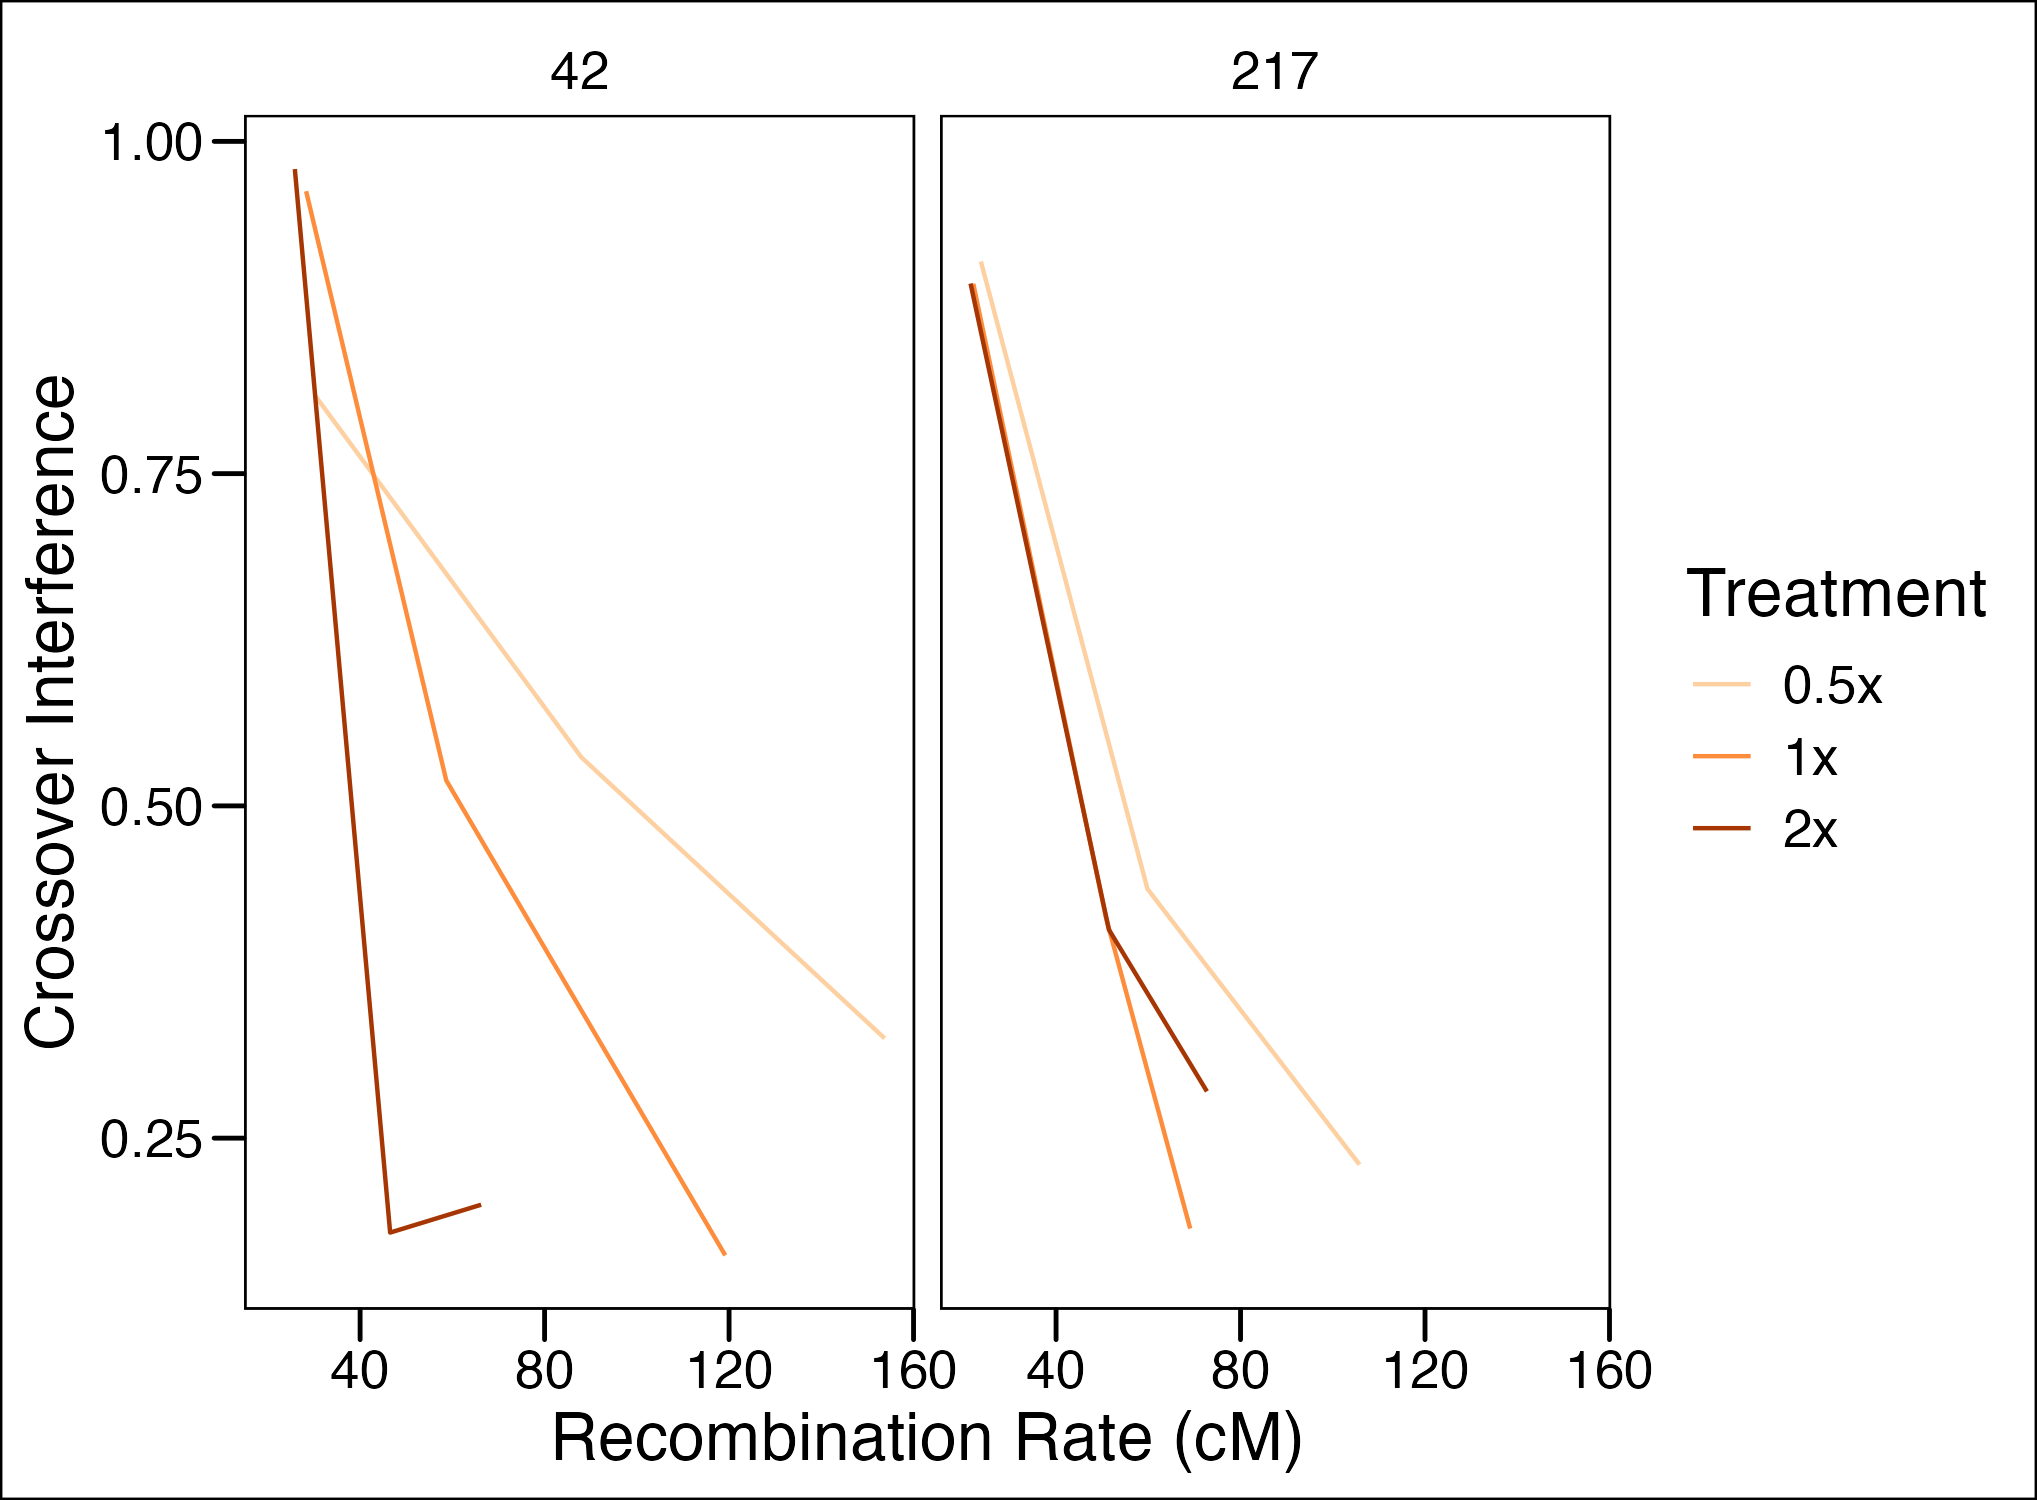 42
217
1.00
0.75
0.50
0.25
Crossover Interference
40
80
120
160
40
80
120
160
Recombination Rate (cM)
Treatment
0.5x
1x
2x